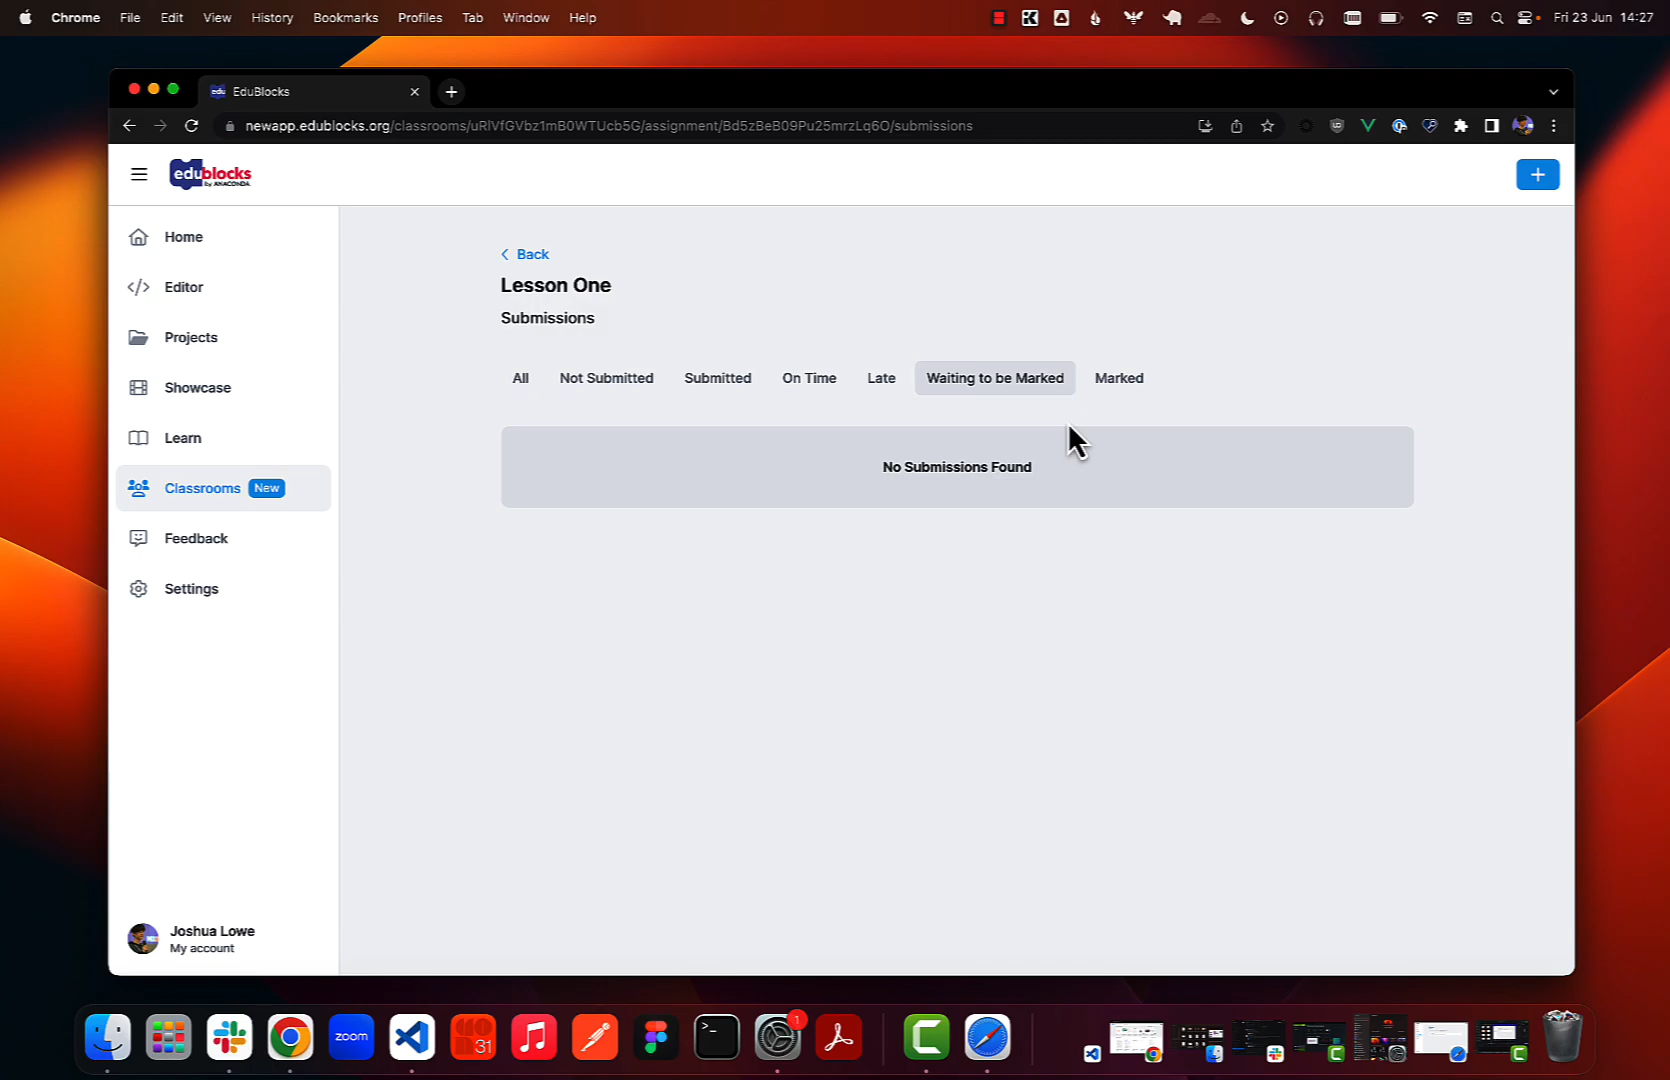 Chrome File Edit View History Bookmarks Profiles Tab Window Help Fri 23 Jun 14:27
EduBlocks
newapp.edublocks.org/classrooms/uRlVfGVbz1mB0WTUcb5G/assignment/Bd5zBeB09Pu25mrzLq6O/submissions
edublocks
by ANACONDA
Home
Editor
Projects
Showcase
Learn
Classrooms New
Feedback
Settings
Joshua Lowe
My account
Back
Lesson One
Submissions
All Not Submitted Submitted On Time Late Waiting to be Marked Marked
No Submissions Found
zoom
31
1